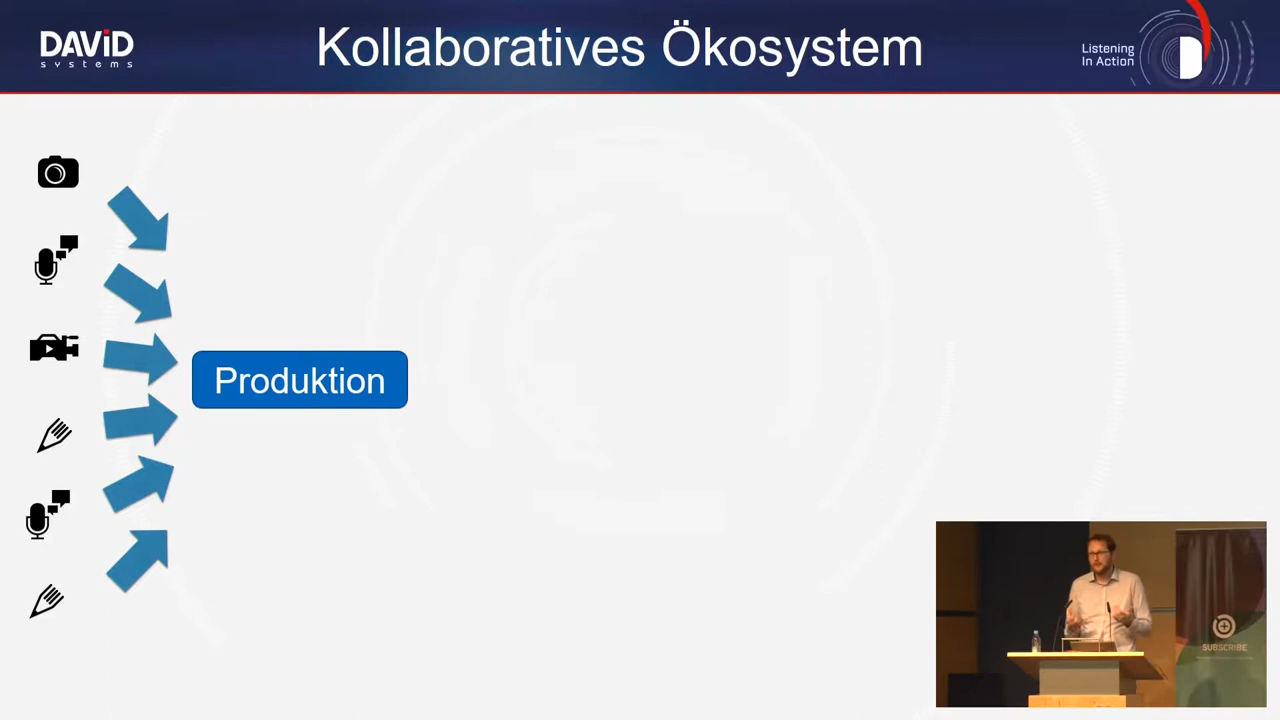 DAViD
systems
Kollaboratives Ökosystem
Listening
In Action
Produktion
SUBSCRIBE